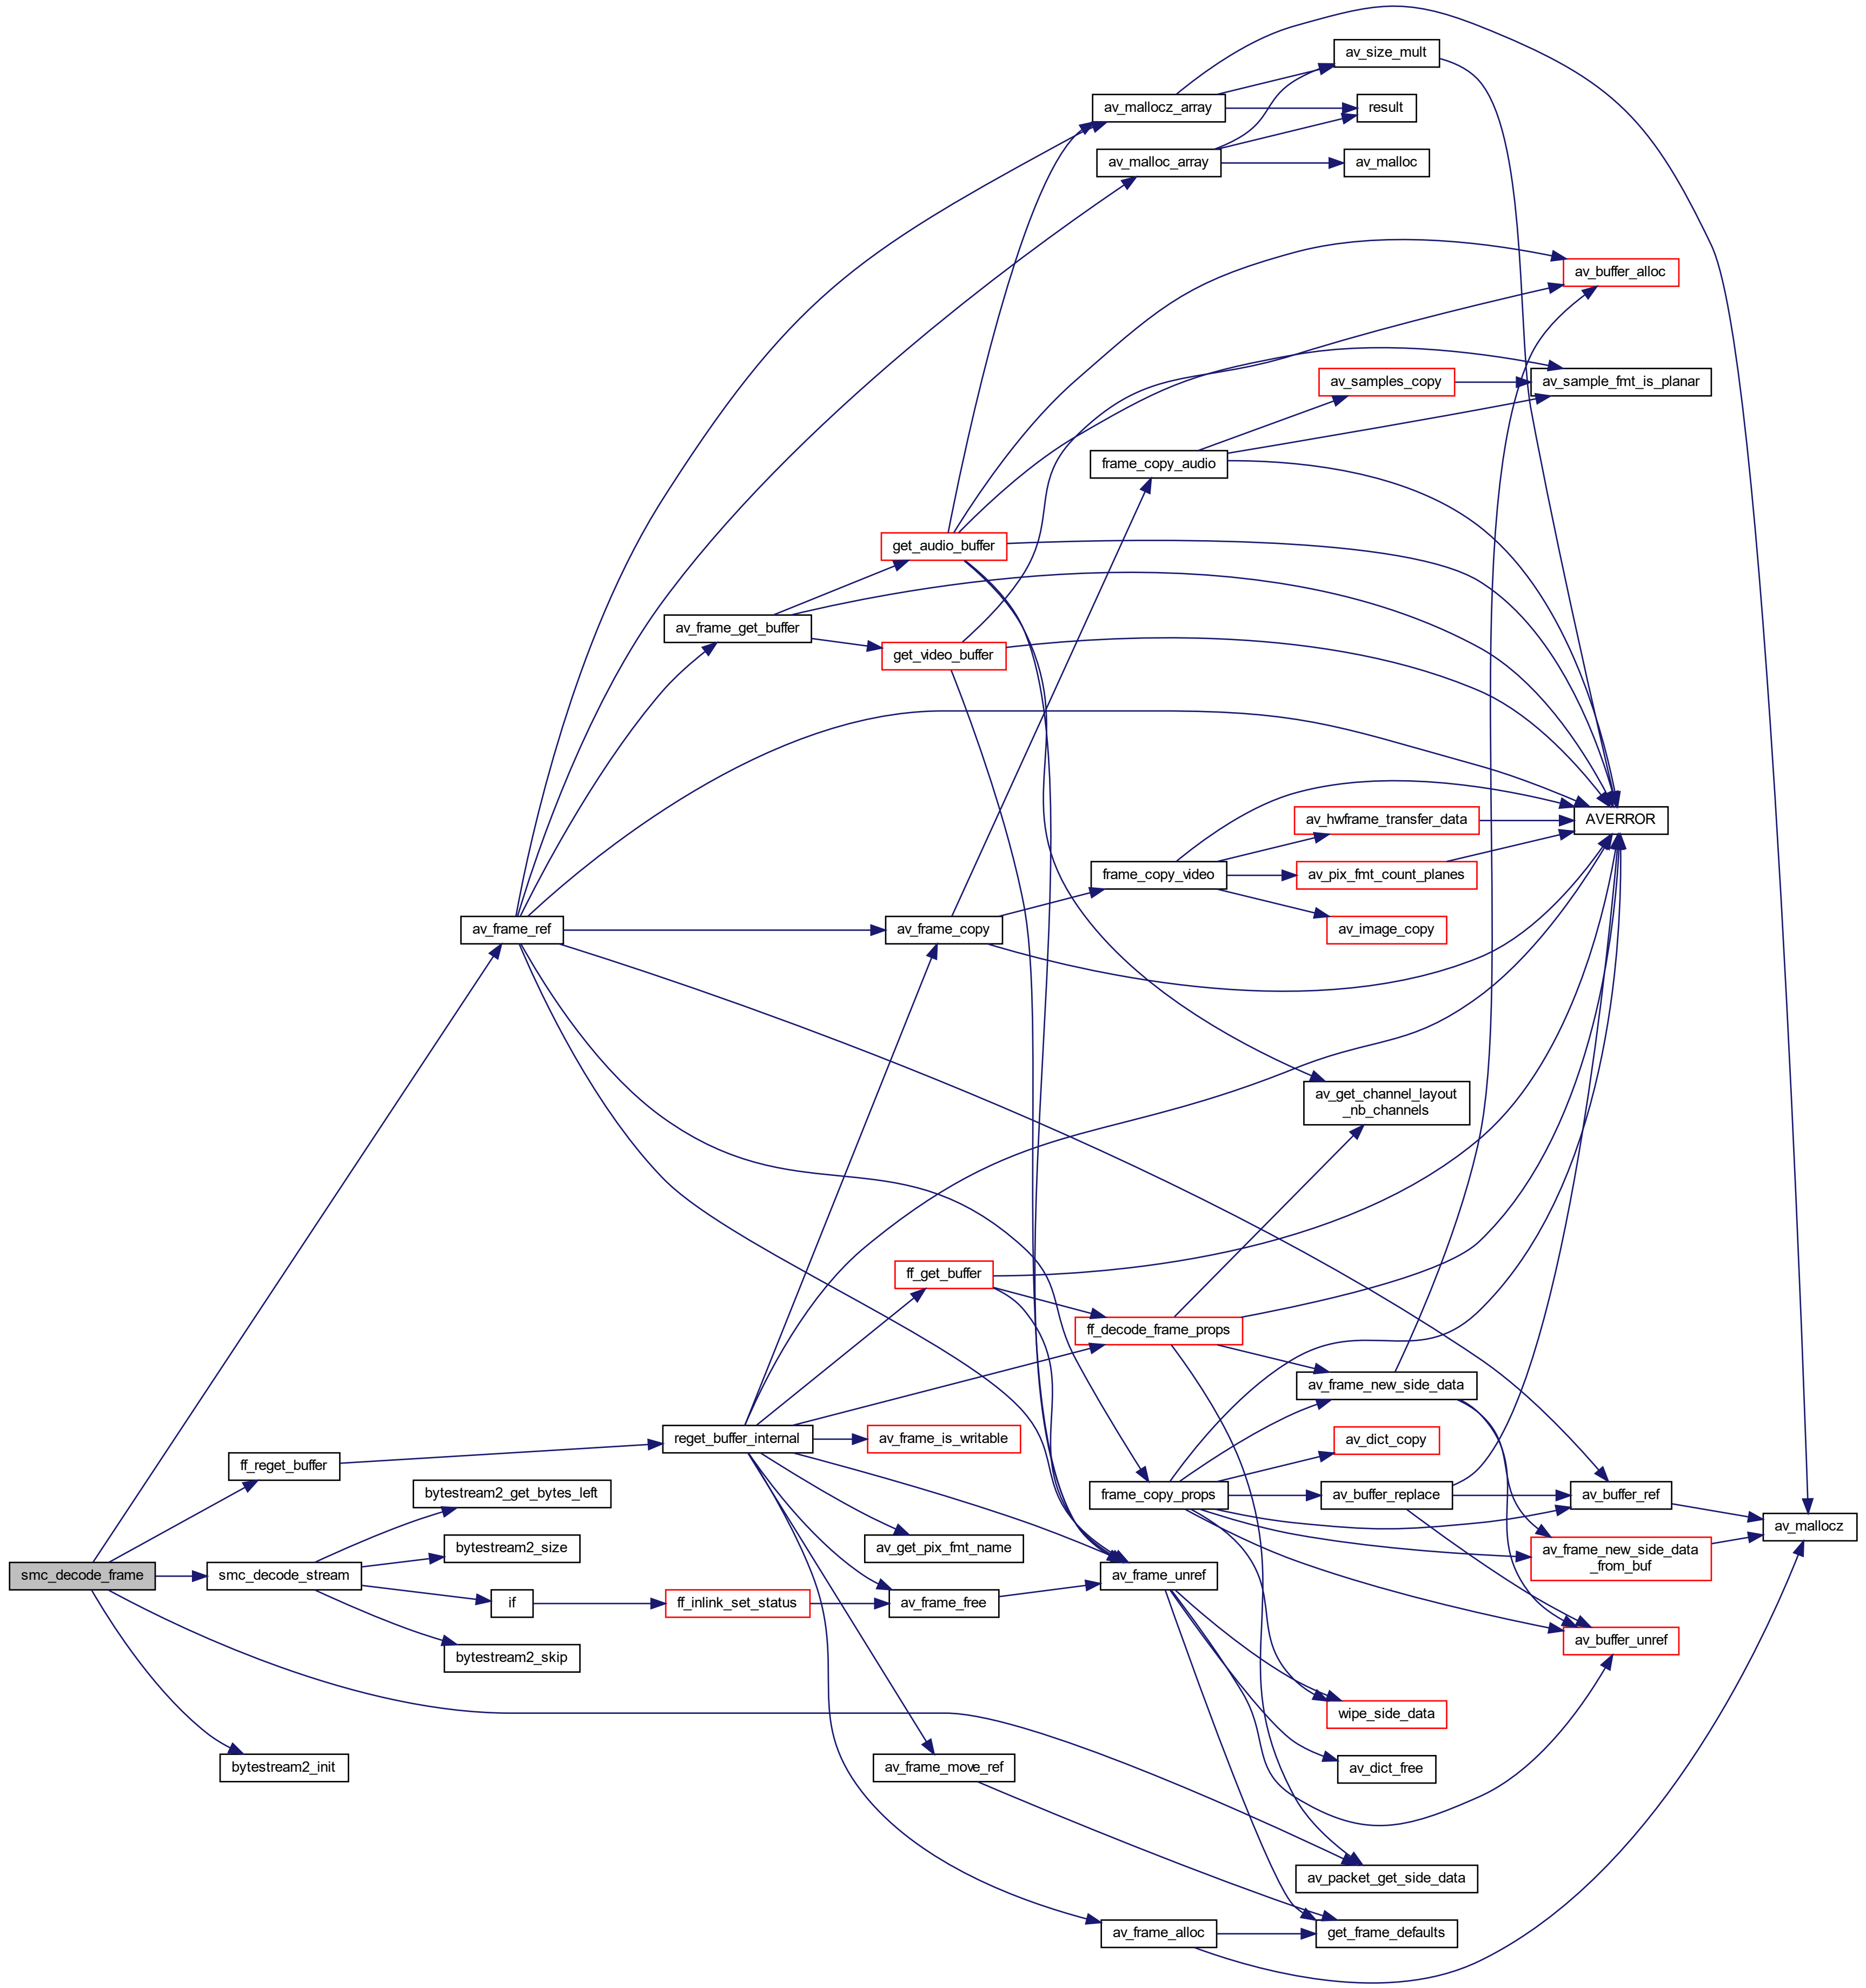 av_size_mult
av_mallocz_array
result
av_malloc_array
av_malloc
av_buffer_alloc
av_samples_copy
av_sample_fmt_is_planar
frame_copy_audio
get_audio_buffer
av_frame_get_buffer
get_video_buffer
av_hwframe_transfer_data
AVERROR
frame_copy_video
av_pix_fmt_count_planes
av_frame_ref
av_frame_copy
av_image_copy
av_get_channel_layout
_nb_channels
ff_get_buffer
ff_decode_frame_props
av_frame_new_side_data
reget_buffer_internal
av_frame_is_writable
av_dict_copy
ff_reget_buffer
bytestream2_get_bytes_left
frame_copy_props
av_buffer_replace
av_buffer_ref
av_mallocz
bytestream2_size
av_get_pix_fmt_name
av_frame_new_side_data
_from_buf
smc_decode_frame
smc_decode_stream
av_frame_unref
if
ff_inlink_set_status
av_frame_free
av_buffer_unref
bytestream2_skip
wipe_side_data
bytestream2_init
av_frame_move_ref
av_dict_free
av_packet_get_side_data
av_frame_alloc
get_frame_defaults